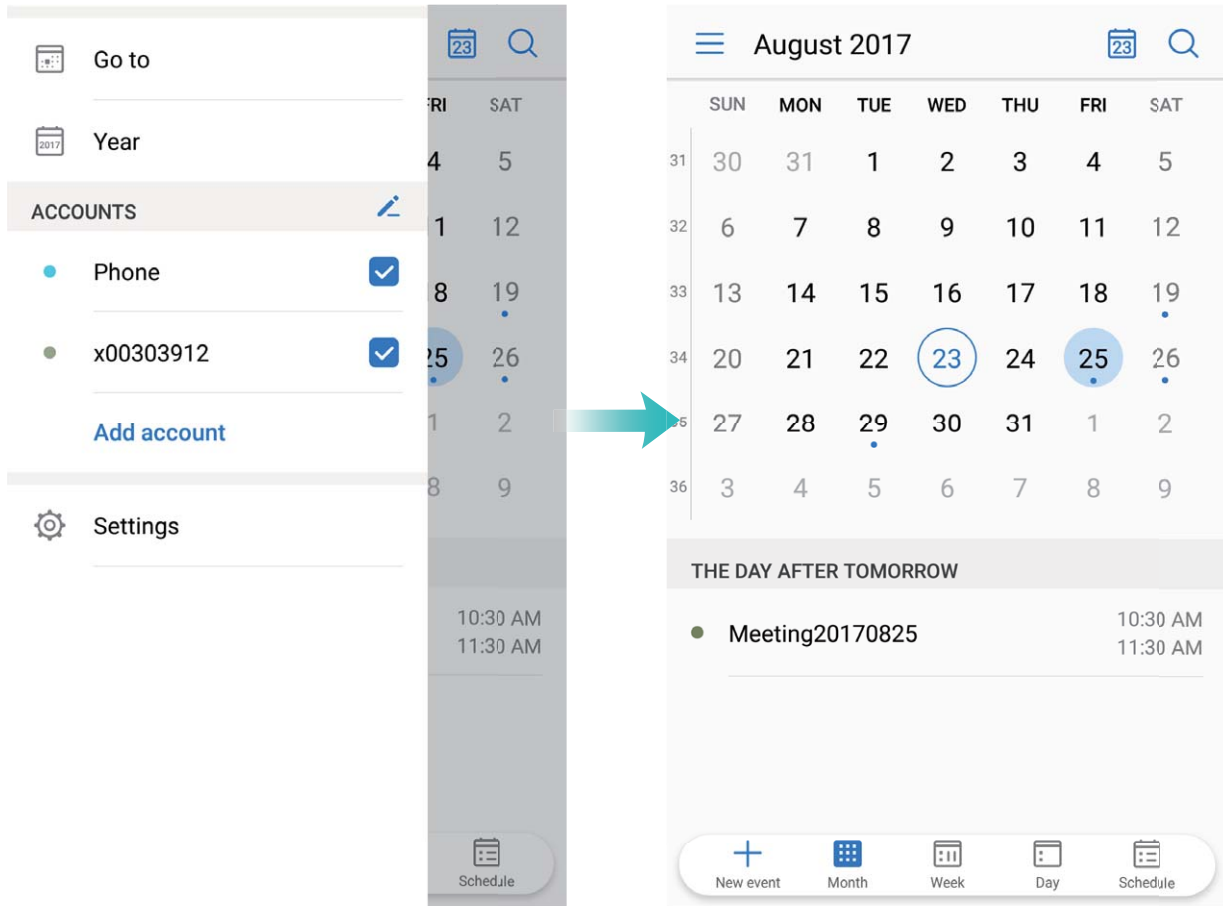 Go to
2017
Year
ACCOUNTS
Phone
x00303912
Add account
Settings
23
FRI SAT
4 5
11 12
18 19
25 26
1 2
8 9
10:30 AM
11:30 AM
Schedule
August 2017 23
SUN MON TUE WED THU FRI SAT
31 30 31 1 2 3 4 5
32 6 7 8 9 10 11 12
33 13 14 15 16 17 18 19
34 20 21 22 23 24 25 26
35 27 28 29 30 31 1 2
36 3 4 5 6 7 8 9
THE DAY AFTER TOMORROW
Meeting20170825
10:30 AM
11:30 AM
New event Month Week Day Schedule